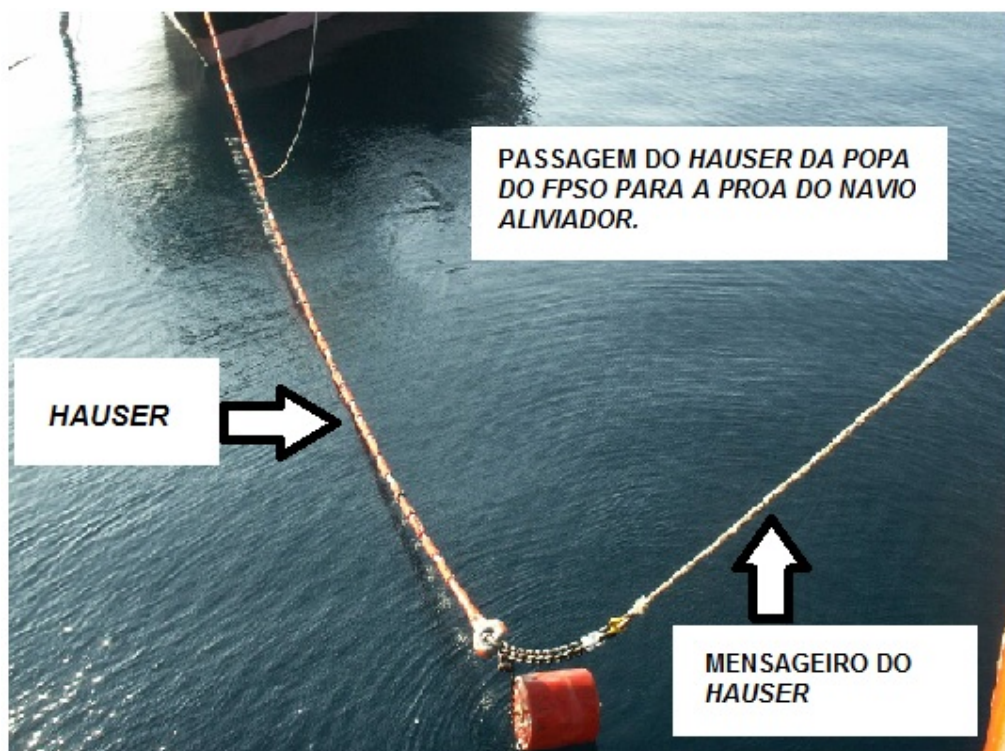 PASSAGEM DO HAUSER DA POPA
DO FPSO PARA A PROA DO NAVIO
ALIVIADOR.
HAUSER
MENSAGEIRO DO
HAUSER